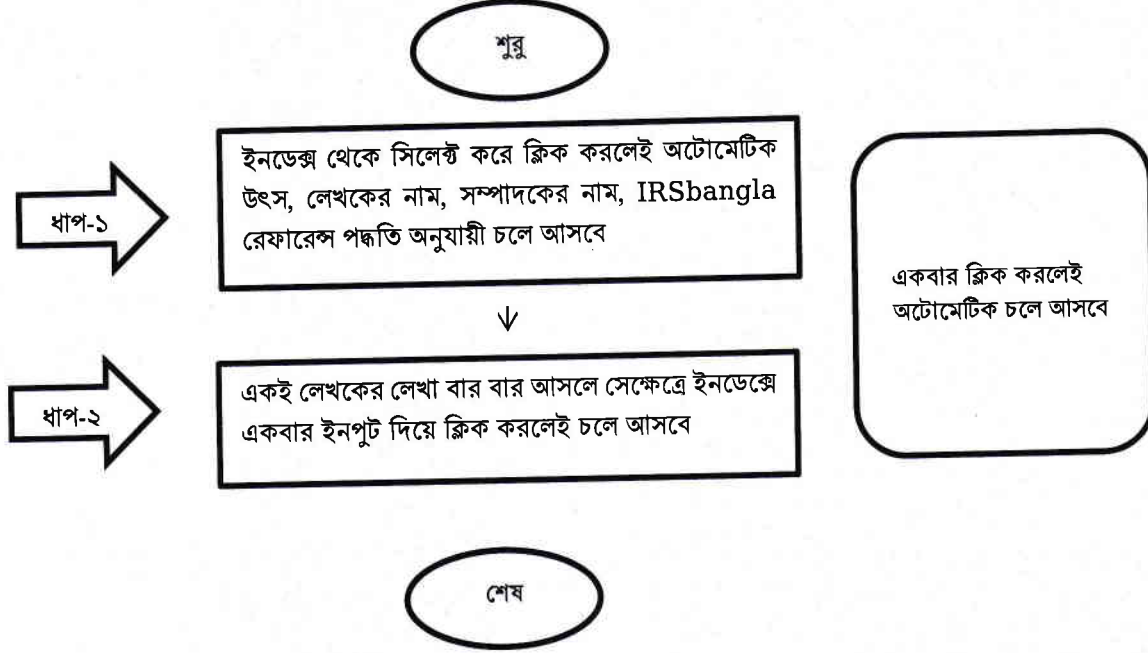 শুরু
ধাপ-১
ইনডেক্স থেকে সিলেক্ট করে ক্লিক করলেই অটোমেটিক
উৎস, লেখকের নাম, সম্পাদকের নাম, IRSbangla
রেফারেন্স পদ্ধতি অনুযায়ী চলে আসবে
একবার ক্লিক করলেই
অটোমেটিক চলে আসবে
ধাপ-২
একই লেখকের লেখা বার বার আসলে সেক্ষেত্রে ইনডেক্সে
একবার ইনপুট দিয়ে ক্লিক করলেই চলে আসবে
শেষ